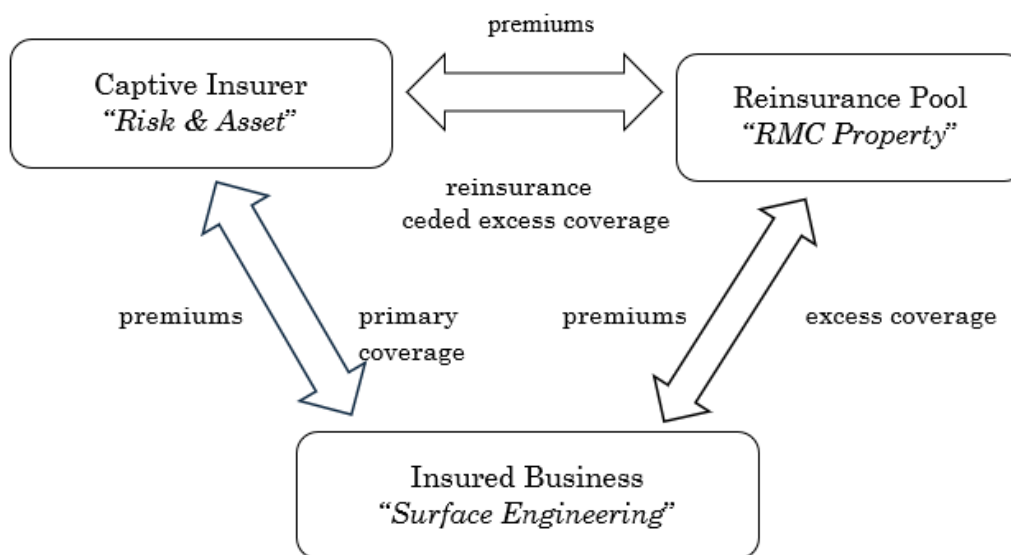 premiums
Captive Insurer
“Risk & Asset”
Reinsurance Pool
“RMC Property”
reinsurance
ceded excess coverage
premiums
primary
coverage
premiums
excess coverage
Insured Business
“Surface Engineering”